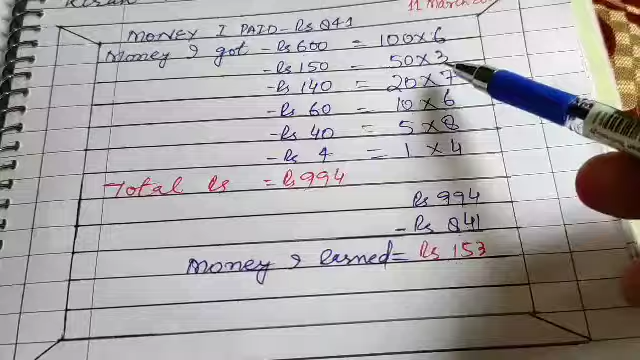 11 March
MONEY I PAID - Rs 841
Money I got - Rs 600 = 100 x 6
- Rs 150 = 50 x 3
- Rs 140 = 20 x 7
- Rs 60 = 10 x 6
- Rs 40 = 5 x 8
- Rs 4 = 1 x 4
Total Rs = Rs 994
Rs 994
- Rs 841
Money I earned = Rs 153